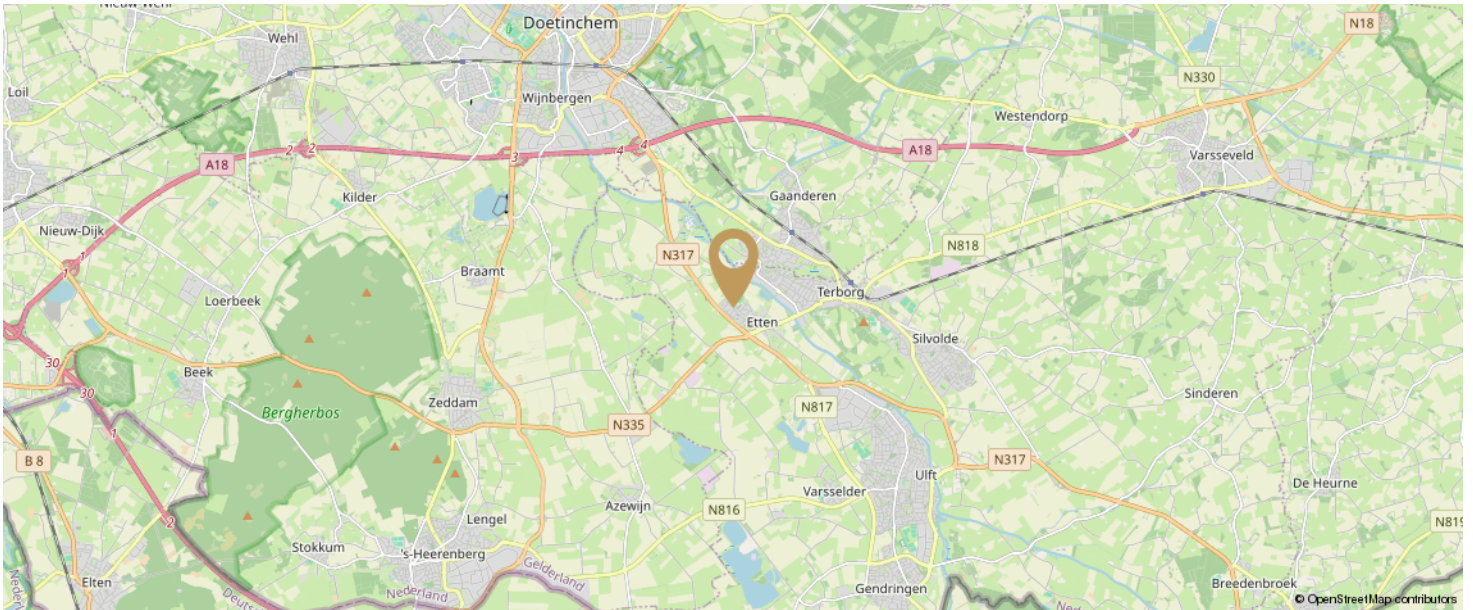 Doetinchem
N18
Wehl
N330
Loil
Wijnbergen
Westendorp
4
2
2
4
3
A18
A18
Varsseveld
Kilder
Gaanderen
Nieuw-Dijk
N818
N317
1
1
Braamt
Loerbeek
Terborg
Etten
Silvolde
30
Beek
30
Sinderen
Zeddam
N817
Bergherbos
N335
1
B 8
N317
Ulft
De Heurne
Varsselder
Azewijn
N816
2
Lengel
N819
Stokkum
's-Heerenberg
Gelderland
Elten
Nederland
Gendringen
Breedenbroek
© OpenStreetMap contributors